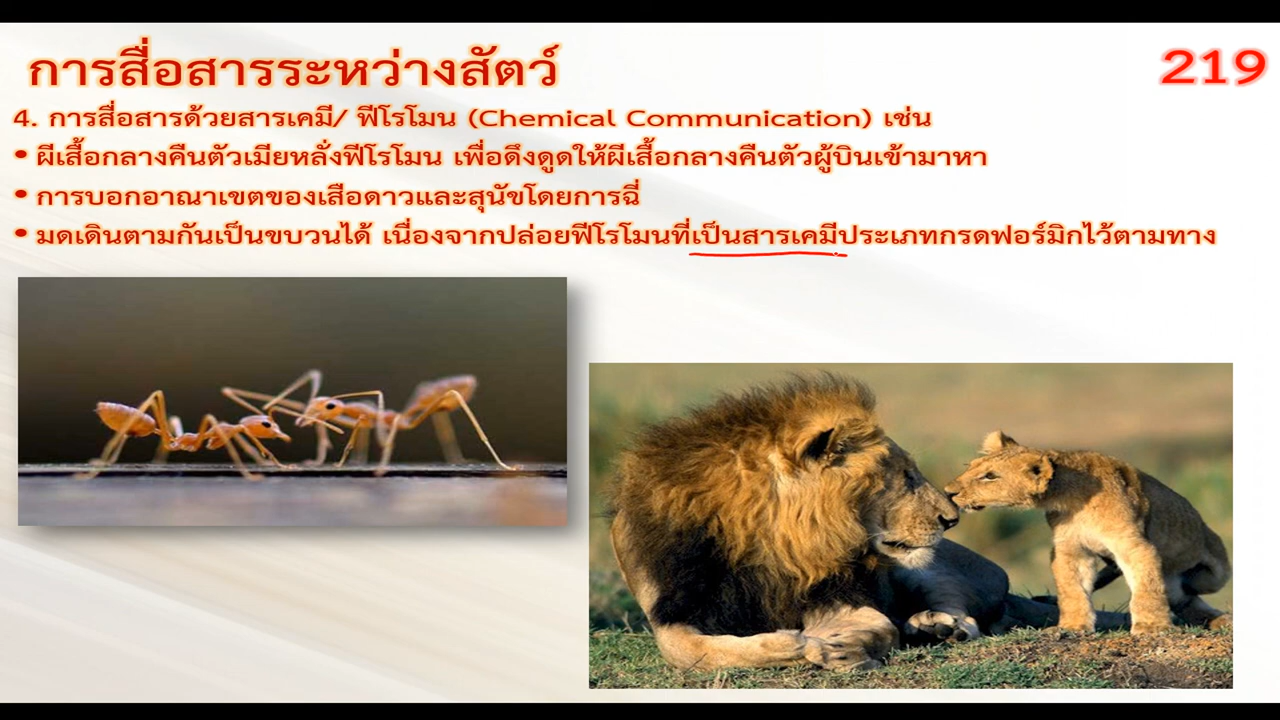 การสื่อสารระหว่างสัตว์
219
4. การสื่อสารด้วยสารเคมี/ ฟีโรโมน (Chemical Communication) เช่น
• ผีเสื้อกลางคืนตัวเมียหลั่งฟีโรโมน เพื่อดึงดูดให้ผีเสื้อกลางคืนตัวผู้บินเข้ามาหา
• การบอกอาณาเขตของเสือดาวและสุนัขโดยการฉี่
• มดเดินตามกันเป็นขบวนได้ เนื่องจากปล่อยฟีโรโมนที่เป็นสารเคมีประเภทกรดฟอร์มิกไว้ตามทาง